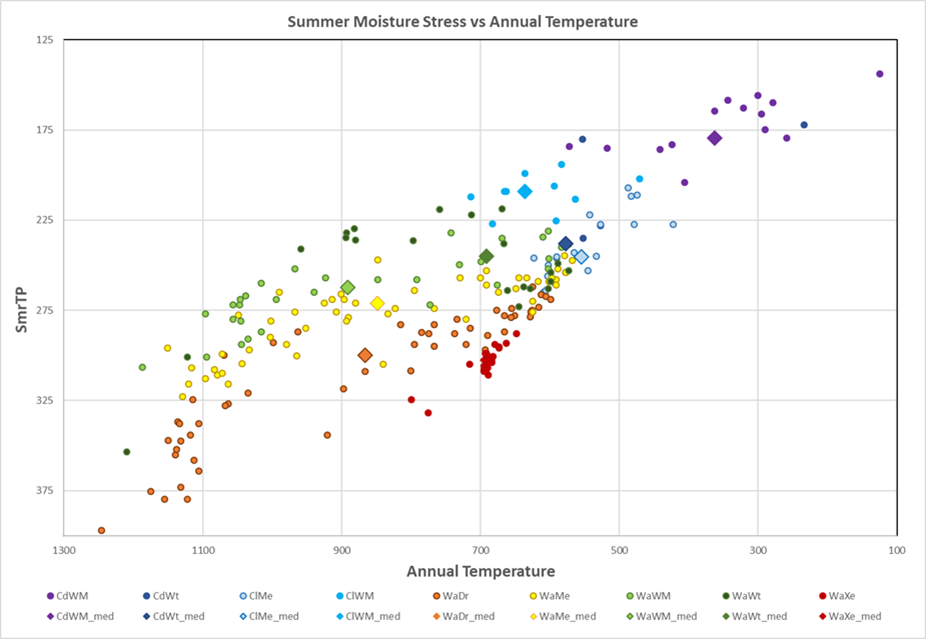 Summer Moisture Stress vs Annual Temperature
125
175
225
275
325
375
SmrTP
1300 1100 900 700 500 300 100
Annual Temperature
CdWM CdWt ClMe ClWM WaDr WaMe WaWM WaWt WaXe
CdWM_med CdWt_med ClMe_med ClWM_med WaDr_med WaMe_med WaWM_med WaWt_med WaXe_med